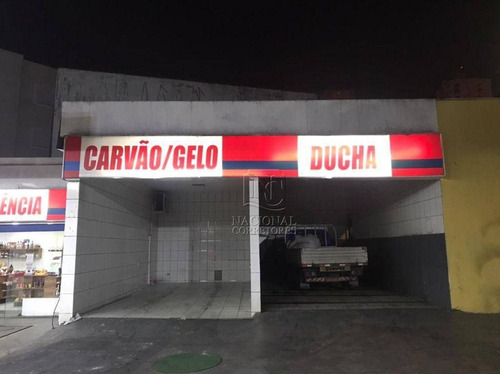 CARVÃO/GELO
DUCHA
ÊNCIA
NACIONAL
CORRETORES